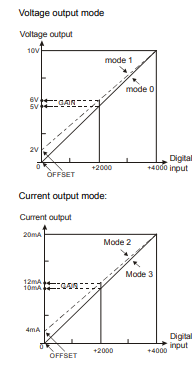 Voltage output mode
Voltage output
10V
mode 1
mode 0
6V
GAIN
5V
2V
Digital
0 +2000 +4000 input
OFFSET
Current output mode:
Current output
20mA
Mode 2
Mode 3
12mA
GAIN
10mA
4mA
Digital
0 +2000 +4000 input
OFFSET